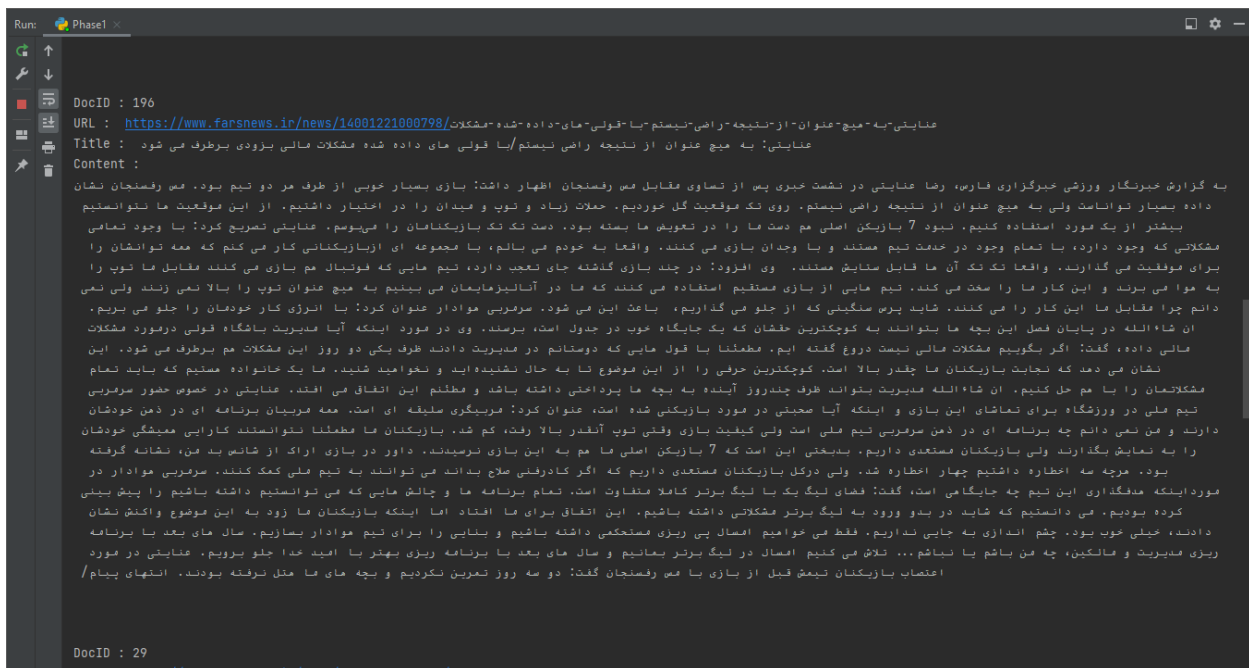 Run: Phase1
DocID : 196
URL : https://www.farsnews.ir/news/14001221000798/عنایتی-به-هیچ-عنوان-از-نتیجه-راضی-نیستم-با-قولی-های-داده-شده-مشکلات
Title : عنایتی: به هیچ عنوان از نتیجه راضی نیستم/با قولی های داده شده مشکلات مالی بزودی برطرف می شود
Content :
به گزارش خبرنگار ورزشی خبرگزاری فارس، رضا عنایتی در نشست خبری پس از تساوی مقابل مس رفسنجان اظهار داشت: بازی بسیار خوبی از طرف هر دو تیم بود. مس رفسنجان نشان
داده بسیار تواناست ولی به هیچ عنوان از نتیجه راضی نیستم. روی تک موقعیت گل خوردیم. حملات زیاد و توپ و میدان را در اختیار داشتیم. از این موقعیت ها نتوانستیم
بیشتر از یک مورد استفاده کنیم. نبود 7 بازیکن اصلی هم دست ما را در تعویض ها بسته بود. دست تک تک بازیکنامان را می‌بوسم. عنایتی تصریح کرد: با وجود تمامی
مشکلاتی که وجود دارد، با تمام وجود در خدمت تیم هستند و با وجدان بازی می کنند. واقعا به خودم می بالم، با مجموعه ای ازبازیکنانی کار می کنم که همه توانشان را
برای موفقیت می گذارند. واقعا تک تک آن ها قابل ستایش هستند. وی افزود: در چند بازی گذشته جای تعجب دارد، تیم هایی که فوتبال هم بازی می کنند مقابل ما توپ را
به هوا می برند و این کار ما را سخت می کند. تیم هایی از بازی مستقیم استفاده می کنند که ما در آنالیزهایمان می بینیم به هیچ عنوان توپ را بالا نمی زنند ولی نمی
دانم چرا مقابل ما این کار را می کنند. شاید پرس سنگینی که از جلو می گذاریم، باعث این می شود. سرمربی هوادار عنوان کرد: با انرژی کار خودمان را جلو می بریم.
ان شاءالله در پایان فصل این بچه ها بتوانند به کوچکترین حقشان که یک جایگاه خوب در جدول است، برسند. وی در مورد اینکه آیا مدیریت باشگاه قولی درمورد مشکلات
مالی داده، گفت: اگر بگوییم مشکلات مالی نیست دروغ گفته ایم. مطمئنا با قول هایی که دوستانم در مدیریت دادند ظرف یکی دو روز این مشکلات هم برطرف می شود. این
نشان می دهد که نجابت بازیکنان ما چقدر بالا است. کوچکترین حرفی را از این موضوع تا به حال نشنیده‌اید و نخواهید شنید. ما یک خانواده هستیم که باید تمام
مشکلاتمان را با هم حل کنیم. ان شاءالله مدیریت بتواند ظرف چندروز آینده به بچه ها پرداختی داشته باشد و مطئنم این اتفاق می افتد. عنایتی در خصوص حضور سرمربی
تیم ملی در ورزشگاه برای تماشای این بازی و اینکه آیا صحبتی در مورد بازیکنی شده است، عنوان کرد: مربیگری سلیقه ای است. همه مربیان برنامه ای در ذهن خودشان
دارند و من نمی دانم چه برنامه ای در ذهن سرمربی تیم ملی است ولی کیفیت بازی وقتی توپ آنقدر بالا رفت، کم شد. بازیکنان ما مطمئنا نتوانستند کارایی همیشگی خودشان
را به نمایش بگذارند ولی بازیکنان مستعدی داریم. بدبختی این است که 7 بازیکن اصلی ما هم به این بازی نرسیدند. داور در بازی اراک از شانس بد من، نشانه گرفته
بود. هرچه سه اخطاره داشتیم چهار اخطاره شد. ولی درکل بازیکنان مستعدی داریم که اگر کادرفنی صلاح بداند می توانند به تیم ملی کمک کنند. سرمربی هوادار در
مورداینکه هدفگذاری این تیم چه جایگاهی است، گفت: فضای لیگ یک با لیگ برتر کاملا متفاوت است. تمام برنامه ها و چالش هایی که می توانستیم داشته باشیم را پیش بینی
کرده بودیم. می دانستیم که شاید در بدو ورود به لیگ برتر مشکلاتی داشته باشیم. این اتفاق برای ما افتاد اما اینکه بازیکنان ما زود به این موضوع واکنش نشان
دادند، خیلی خوب بود. چشم اندازی به جایی نداریم. فقط می خواهیم امسال پی ریزی مستحکمی داشته باشیم و بنایی را برای تیم هوادار بسازیم. سال های بعد با برنامه
ریزی مدیریت و مالکین، چه من باشم یا نباشم... تلاش می کنیم امسال در لیگ برتر بمانیم و سال های بعد با برنامه ریزی بهتر با امید خدا جلو برویم. عنایتی در مورد
اعتصاب بازیکنان تیمش قبل از بازی با مس رفسنجان گفت: دو سه روز تمرین نکردیم و بچه های ما هتل نرفته بودند. انتهای پیام/
DocID : 29